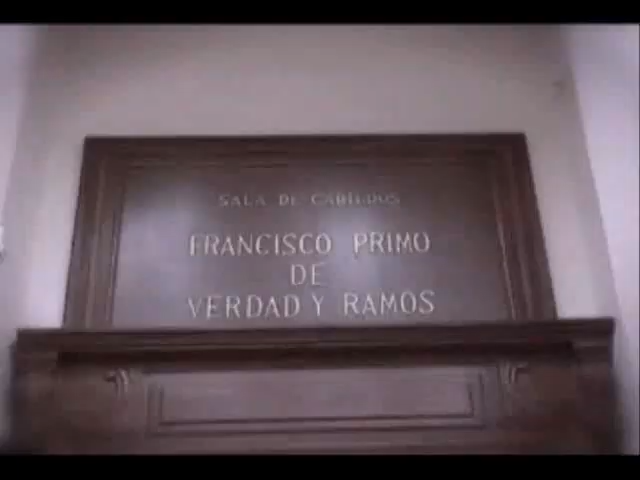 SALA DE CABILDOS
FRANCISCO PRIMO
DE
VERDAD Y RAMOS